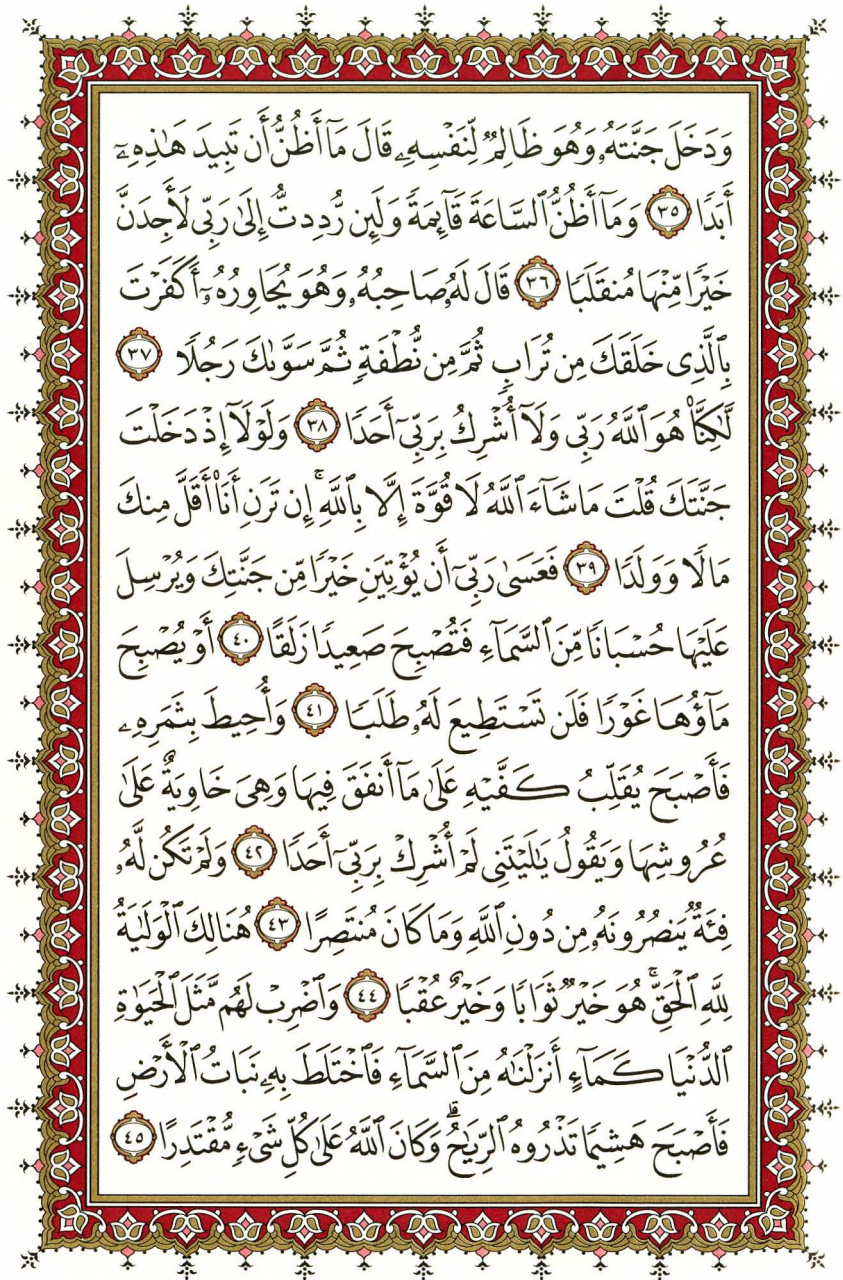 وَدَخَلَ جَنَّتَهُۥ وَهُوَ ظَالِمٌ لِّنَفْسِهِۦ قَالَ مَآ أَظُنُّ أَن تَبِيدَ هَـٰذِهِۦٓ
أَبَدًا ٣٥ وَمَآ أَظُنُّ ٱلسَّاعَةَ قَآئِمَةً وَلَئِن رُّدِدتُّ إِلَىٰ رَبِّى لَأَجِدَنَّ
خَيْرًا مِّنْهَا مُنقَلَبًا ٣٦ قَالَ لَهُۥ صَاحِبُهُۥ وَهُوَ يُحَاوِرُهُۥٓ أَكَفَرْتَ
بِٱلَّذِى خَلَقَكَ مِن تُرَابٍ ثُمَّ مِن نُّطْفَةٍ ثُمَّ سَوَّىٰكَ رَجُلًا ٣٧
لَّـٰكِنَّا۠ هُوَ ٱللَّهُ رَبِّى وَلَآ أُشْرِكُ بِرَبِّىٓ أَحَدًا ٣٨ وَلَوْلَآ إِذْ دَخَلْتَ
جَنَّتَكَ قُلْتَ مَا شَآءَ ٱللَّهُ لَا قُوَّةَ إِلَّا بِٱللَّهِ ۚ إِن تَرَنِ أَنَا۠ أَقَلَّ مِنكَ
مَالًا وَوَلَدًا ٣٩ فَعَسَىٰ رَبِّىٓ أَن يُؤْتِيَنِ خَيْرًا مِّن جَنَّتِكَ وَيُرْسِلَ
عَلَيْهَا حُسْبَانًا مِّنَ ٱلسَّمَآءِ فَتُصْبِحَ صَعِيدًا زَلَقًا ٤٠ أَوْ يُصْبِحَ
مَآؤُهَا غَوْرًا فَلَن تَسْتَطِيعَ لَهُۥ طَلَبًا ٤١ وَأُحِيطَ بِثَمَرِهِۦ
فَأَصْبَحَ يُقَلِّبُ كَفَّيْهِ عَلَىٰ مَآ أَنفَقَ فِيهَا وَهِىَ خَاوِيَةٌ عَلَىٰ
عُرُوشِهَا وَيَقُولُ يَـٰلَيْتَنِى لَمْ أُشْرِكْ بِرَبِّىٓ أَحَدًا ٤٢ وَلَمْ تَكُن لَّهُۥ
فِئَةٌ يَنصُرُونَهُۥ مِن دُونِ ٱللَّهِ وَمَا كَانَ مُنتَصِرًا ٤٣ هُنَالِكَ ٱلْوَلَـٰيَةُ
لِلَّهِ ٱلْحَقِّ ۚ هُوَ خَيْرٌ ثَوَابًا وَخَيْرٌ عُقْبًا ٤٤ وَٱضْرِبْ لَهُم مَّثَلَ ٱلْحَيَوٰةِ
ٱلدُّنْيَا كَمَآءٍ أَنزَلْنَـٰهُ مِنَ ٱلسَّمَآءِ فَٱخْتَلَطَ بِهِۦ نَبَاتُ ٱلْأَرْضِ
فَأَصْبَحَ هَشِيمًا تَذْرُوهُ ٱلرِّيَـٰحُ ۗ وَكَانَ ٱللَّهُ عَلَىٰ كُلِّ شَىْءٍ مُّقْتَدِرًا ٤٥